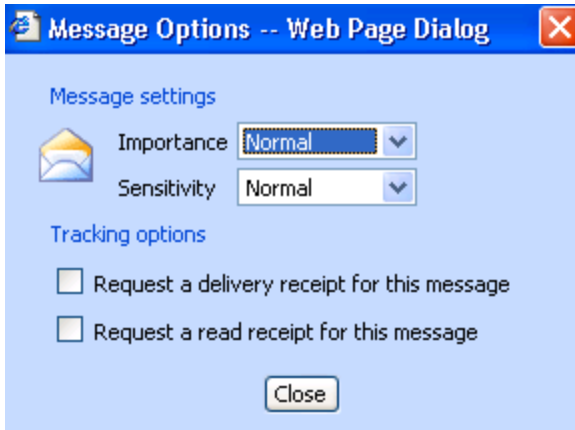 Message Options -- Web Page Dialog
Message settings
Importance Normal
Sensitivity Normal
Tracking options
Request a delivery receipt for this message
Request a read receipt for this message
Close